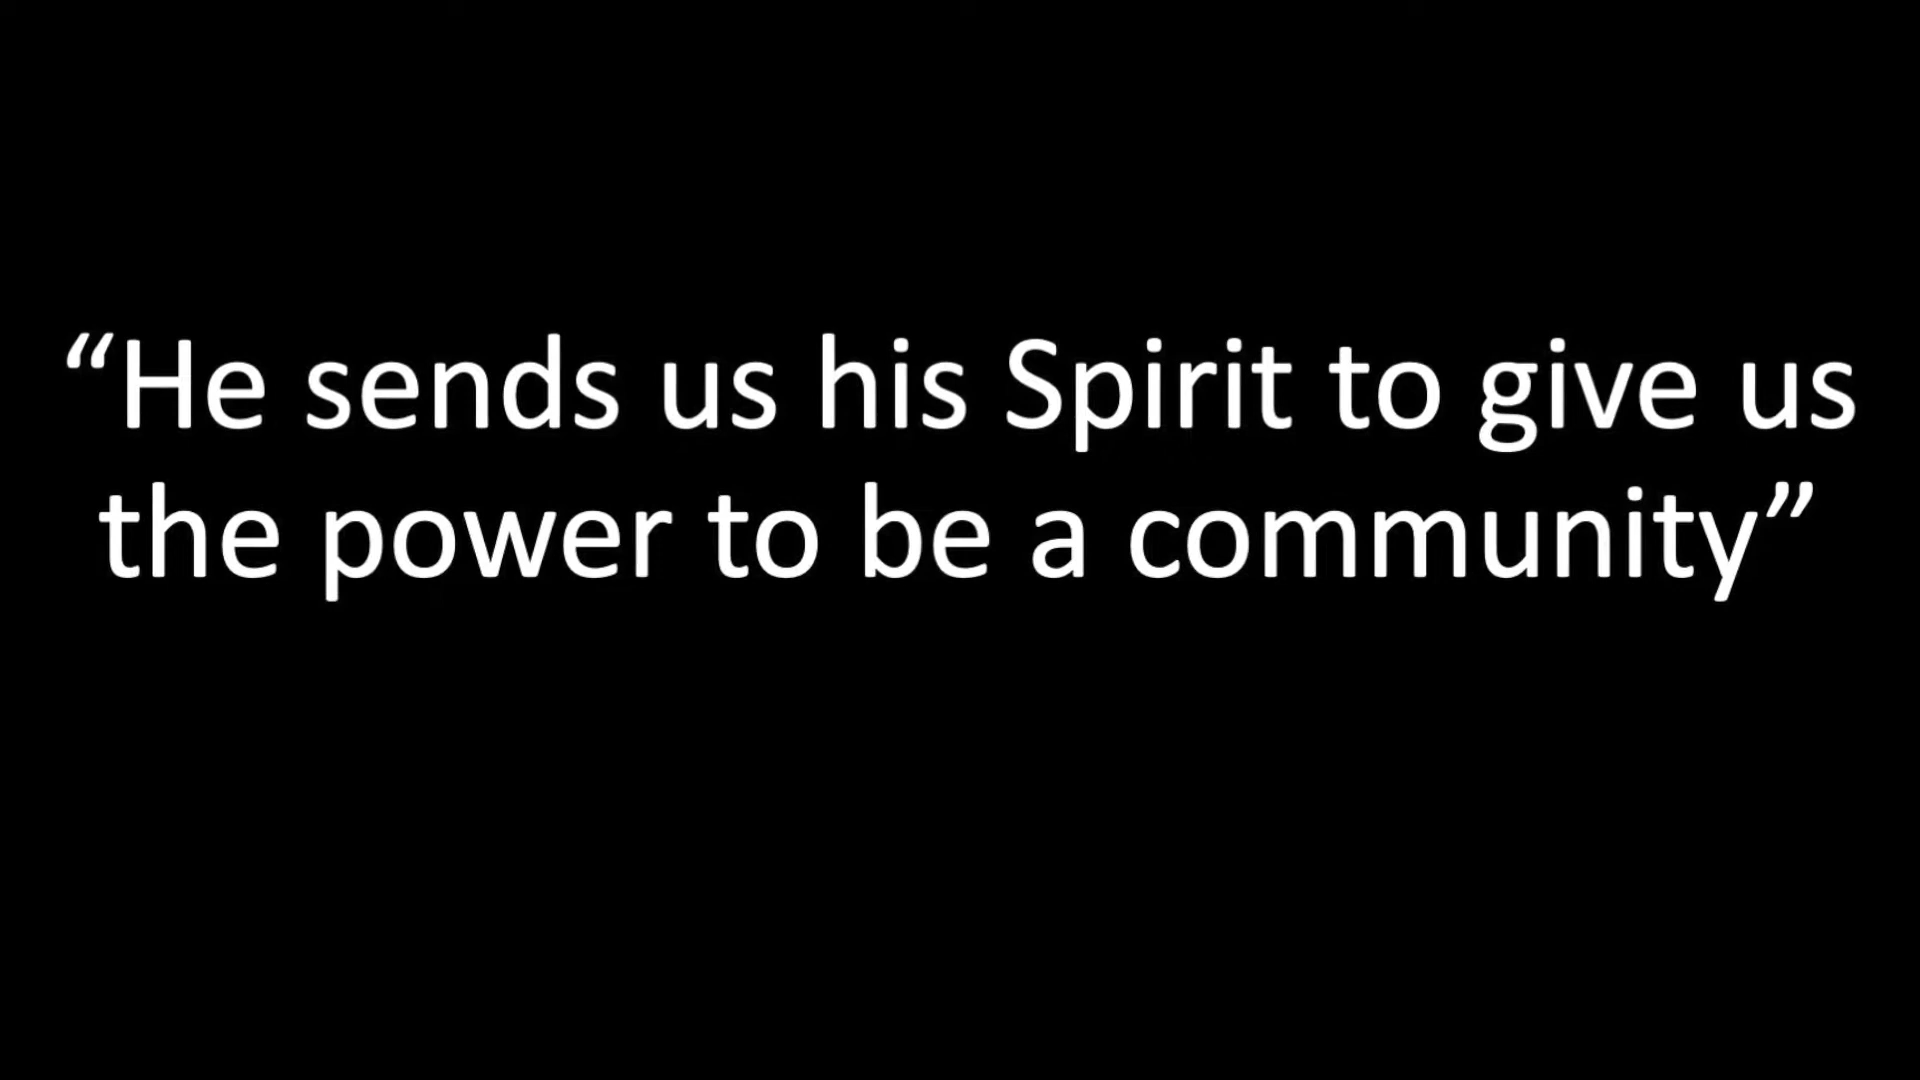 “He sends us his Spirit to give us
the power to be a community”